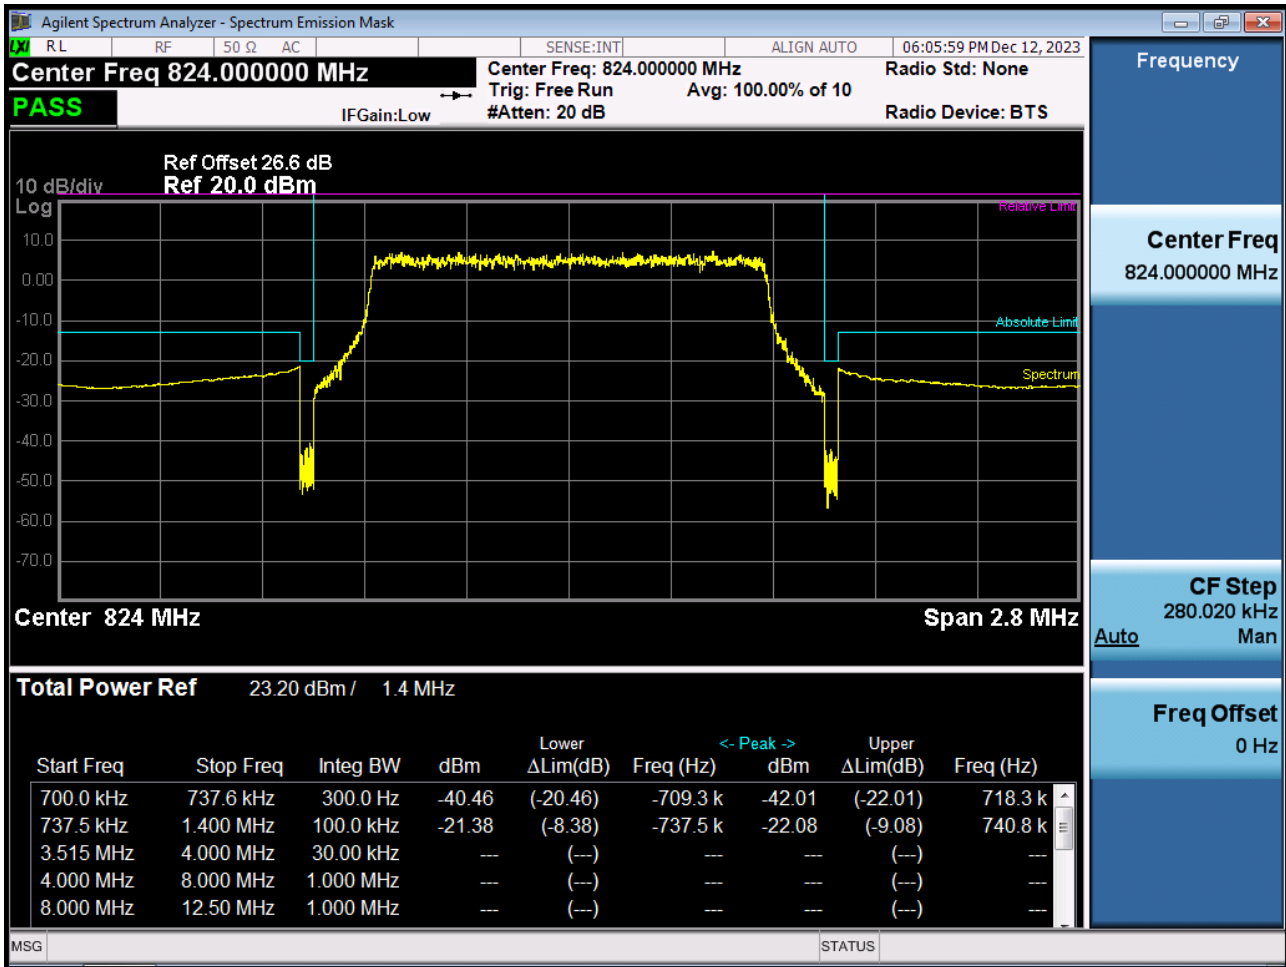 Agilent Spectrum Analyzer - Spectrum Emission Mask
LXI RL RF 50 Ω AC SENSE:INT ALIGN AUTO 06:05:59 PM Dec 12, 2023
Center Freq 824.000000 MHz Center Freq: 824.000000 MHz Radio Std: None
Trig: Free Run Avg: 100.00% of 10
PASS IFGain:Low #Atten: 20 dB Radio Device: BTS
Ref Offset 26.6 dB
10 dB/div Ref 20.0 dBm
Log Relative Limit
10.0
0.00
-10.0 Absolute Limit
-20.0
Spectrum
-30.0
-40.0
-50.0
-60.0
-70.0
Center 824 MHz Span 2.8 MHz
Total Power Ref 23.20 dBm / 1.4 MHz
Lower <- Peak -> Upper
Start Freq Stop Freq Integ BW dBm ΔLim(dB) Freq (Hz) dBm ΔLim(dB) Freq (Hz)
700.0 kHz 737.6 kHz 300.0 Hz -40.46 (-20.46) -709.3 k -42.01 (-22.01) 718.3 k
737.5 kHz 1.400 MHz 100.0 kHz -21.38 (-8.38) -737.5 k -22.08 (-9.08) 740.8 k
3.515 MHz 4.000 MHz 30.00 kHz --- (---) --- --- (---) ---
4.000 MHz 8.000 MHz 1.000 MHz --- (---) --- --- (---) ---
8.000 MHz 12.50 MHz 1.000 MHz --- (---) --- --- (---) ---
MSG STATUS
Frequency
Center Freq
824.000000 MHz
CF Step
280.020 kHz
Auto Man
Freq Offset
0 Hz